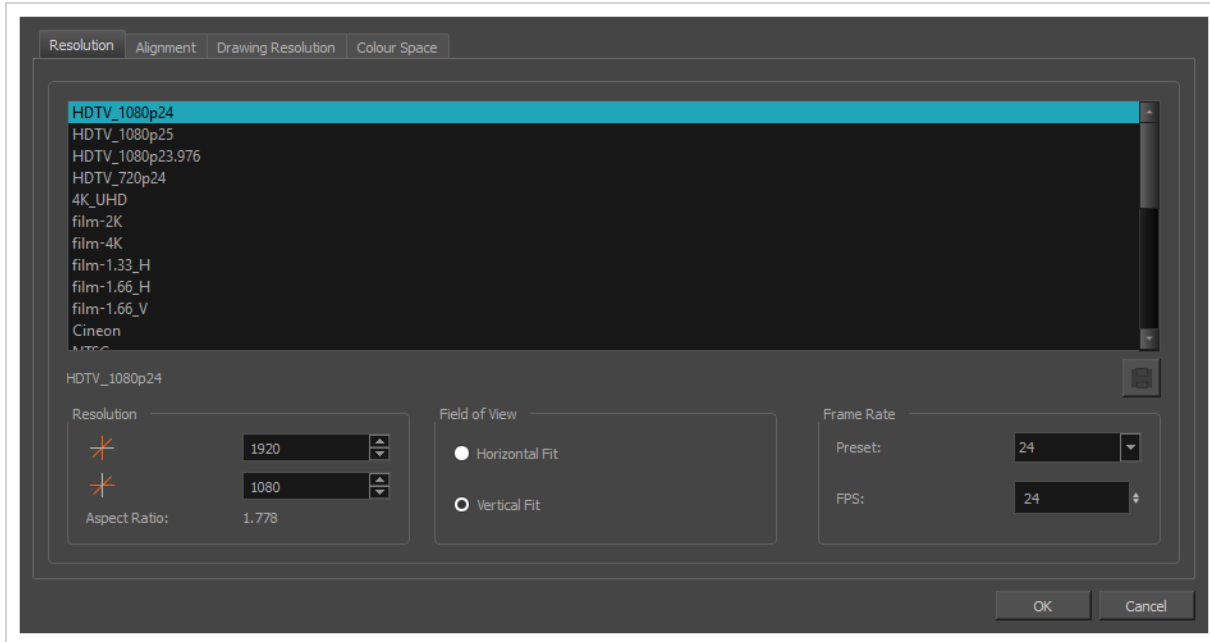 Resolution Alignment Drawing Resolution Colour Space
HDTV_1080p24
HDTV_1080p25
HDTV_1080p23.976
HDTV_720p24
4K_UHD
film-2K
film-4K
film-1.33_H
film-1.66_H
film-1.66_V
Cineon
HDTV_1080p24
Resolution Field of View Frame Rate
1920 Horizontal Fit Preset: 24
1080 Vertical Fit FPS: 24
Aspect Ratio: 1.778
OK Cancel